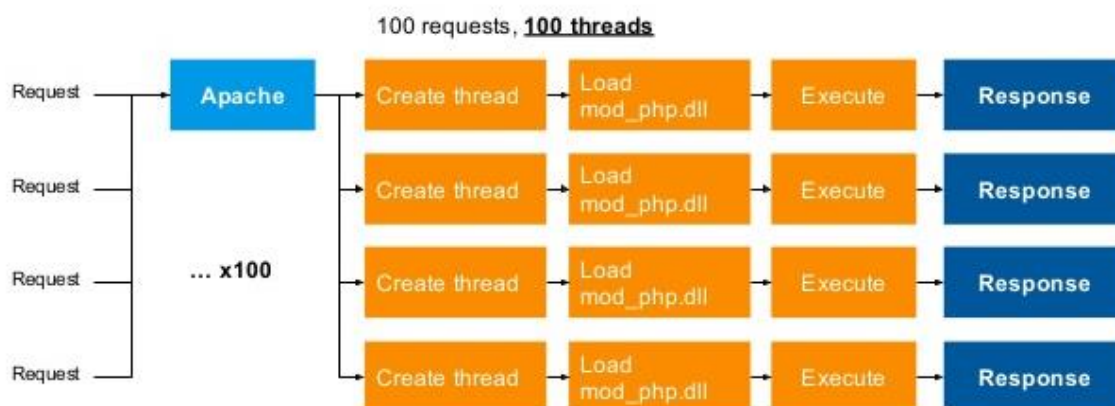 100 requests, 100 threads
Request
Apache
Create thread
Load
mod_php.dll
Execute
Response
Request
Create thread
Load
mod_php.dll
Execute
Response
Request
... x100
Create thread
Load
mod_php.dll
Execute
Response
Request
Create thread
Load
mod_php.dll
Execute
Response